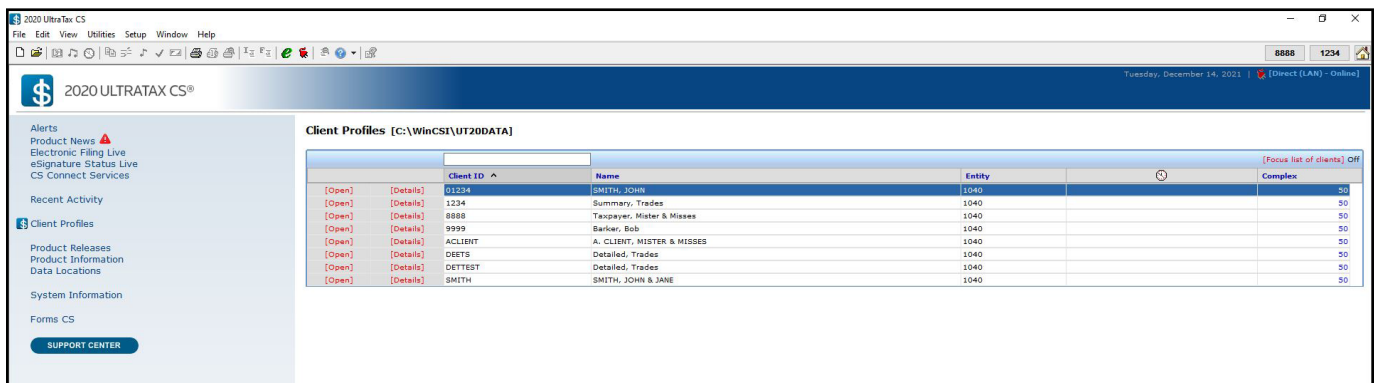 2020 UltraTax CS
File Edit View Utilities Setup Window Help
8888 1234
Tuesday, December 14, 2021 | [Direct (LAN) - Online]
2020 ULTRATAX CS®
Alerts
Product News
Electronic Filing Live
eSignature Status Live
CS Connect Services
Recent Activity
Client Profiles
Product Releases
Product Information
Data Locations
System Information
Forms CS
SUPPORT CENTER
Client Profiles [C:\WinCSI\UT20DATA]
[Focus list of clients] Off
Client ID Name Entity Complex
[Open] [Details] 01234 SMITH, JOHN 1040 50
[Open] [Details] 1234 Summary, Trades 1040 50
[Open] [Details] 8888 Taxpayer, Mister & Misses 1040 50
[Open] [Details] 9999 Barker, Bob 1040 50
[Open] [Details] ACLIENT A. CLIENT, MISTER & MISSES 1040 50
[Open] [Details] DEETS Detailed, Trades 1040 50
[Open] [Details] DETTEST Detailed, Trades 1040 50
[Open] [Details] SMITH SMITH, JOHN & JANE 1040 50